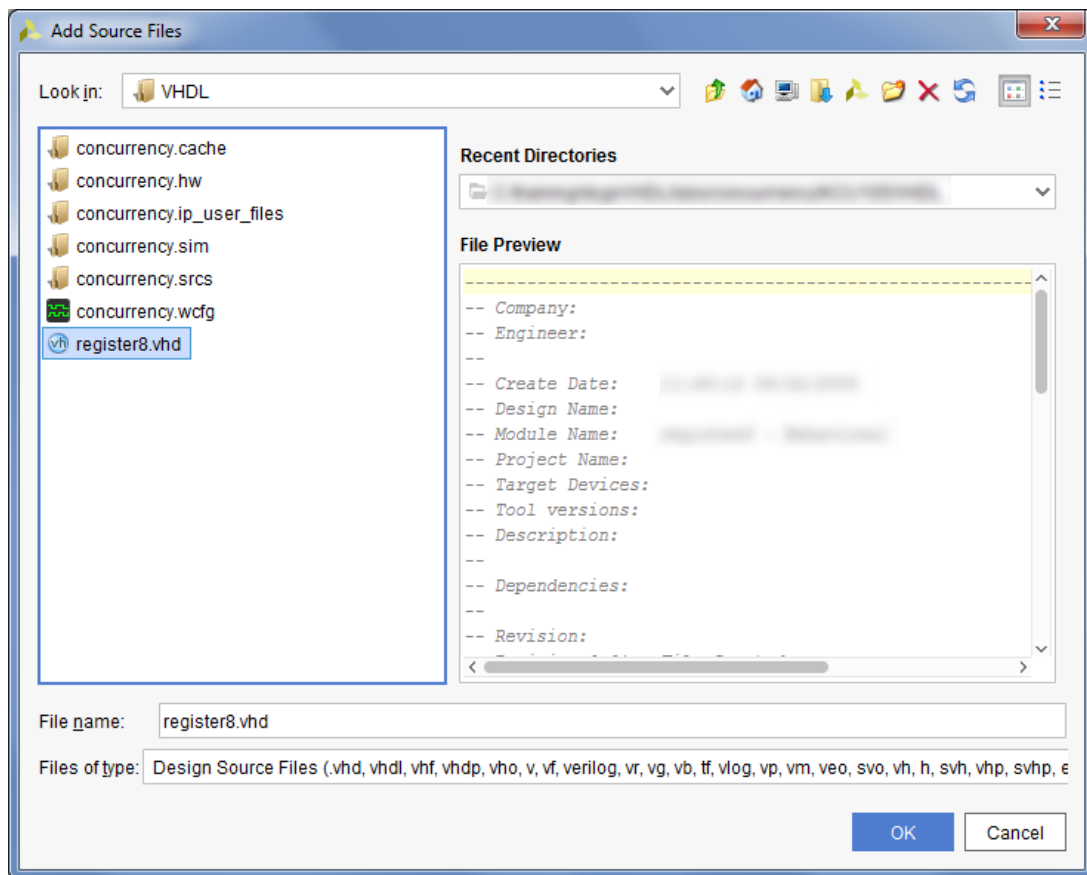 Add Source Files
Look in: VHDL
concurrency.cache
concurrency.hw
concurrency.ip_user_files
concurrency.sim
concurrency.srcs
concurrency.wcfg
register8.vhd
Recent Directories
File Preview
--------------------------------------------------------
-- Company:
-- Engineer:
--
-- Create Date:
-- Design Name:
-- Module Name:
-- Project Name:
-- Target Devices:
-- Tool versions:
-- Description:
--
-- Dependencies:
--
-- Revision:
File name: register8.vhd
Files of type: Design Source Files (.vhd, vhdl, vhf, vhdp, vho, v, vf, verilog, vr, vg, vb, tf, vlog, vp, vm, veo, svo, vh, h, svh, vhp, svhp, e
OK Cancel